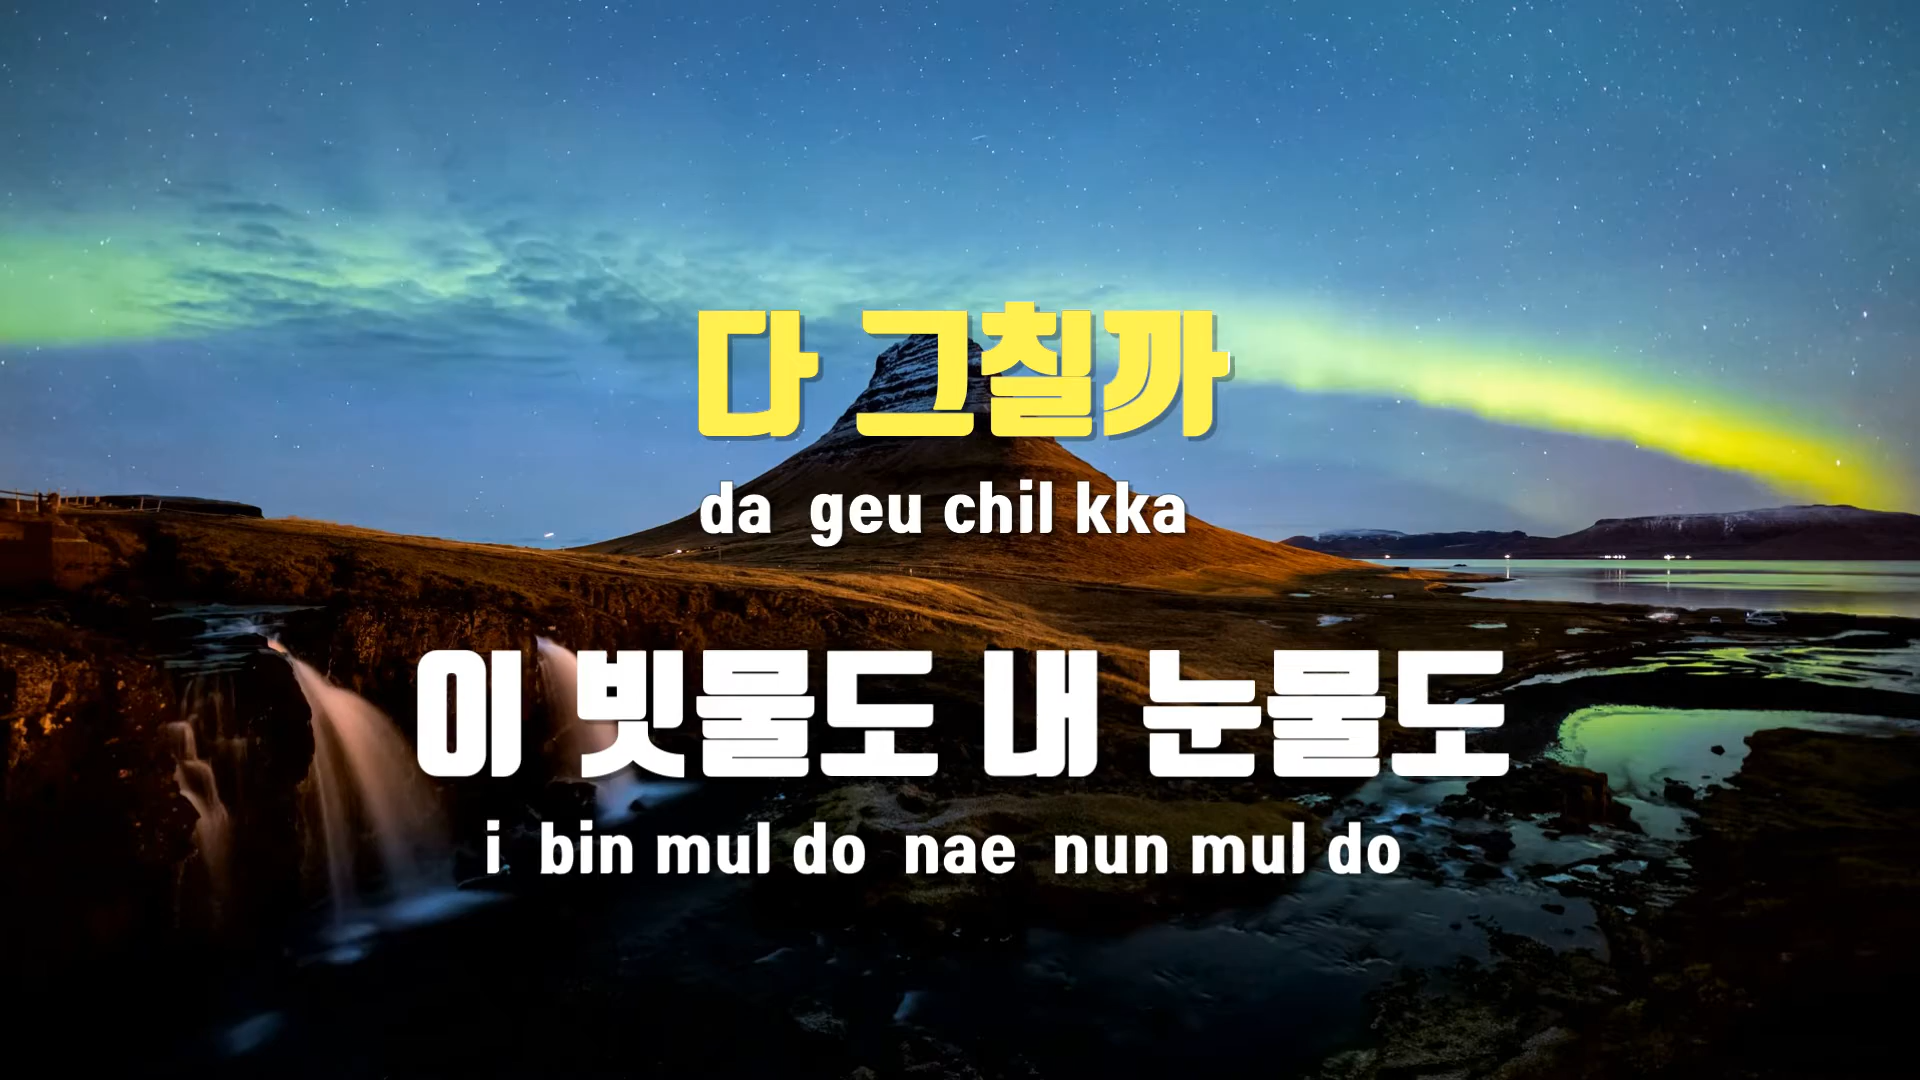 다 그칠까
da geu chil kka
이 빗물도 내 눈물도
i bin mul do nae nun mul do